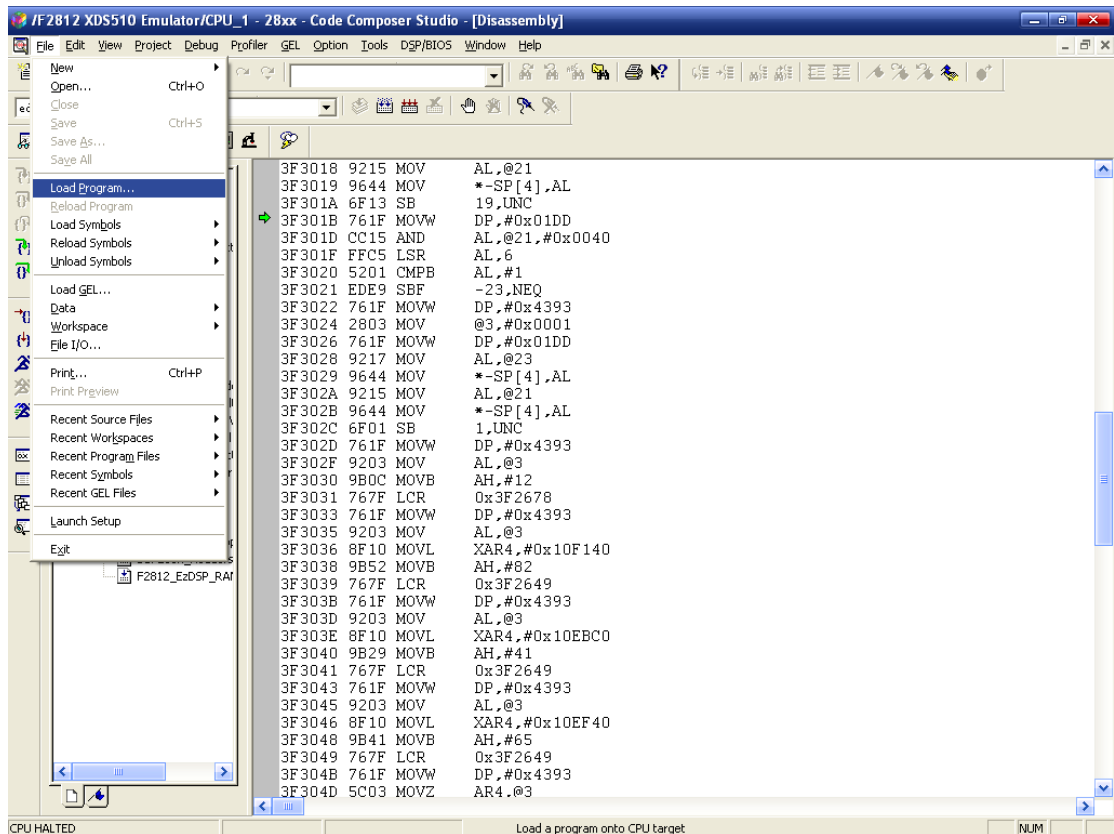 /F2812 XDS510 Emulator/CPU_1 - 28xx - Code Composer Studio - [Disassembly]
File Edit View Project Debug Profiler GEL Option Tools DSP/BIOS Window Help
New
Open... Ctrl+O
Close
Save Ctrl+S
Save As...
Save All
Load Program...
Reload Program
Load Symbols
Reload Symbols
Unload Symbols
Load GEL...
Data
Workspace
File I/O...
Print... Ctrl+P
Print Preview
Recent Source Files
Recent Workspaces
Recent Program Files
Recent Symbols
Recent GEL Files
Launch Setup
Exit
F2812_EzDSP_RAM
3F3018 9215 MOV AL,@21
3F3019 9644 MOV *-SP[4],AL
3F301A 6F13 SB 19,UNC
3F301B 761F MOVW DP,#0x01DD
3F301D CC15 AND AL,@21,#0x0040
3F301F FFC5 LSR AL,6
3F3020 5201 CMPB AL,#1
3F3021 EDE9 SBF -23,NEQ
3F3022 761F MOVW DP,#0x4393
3F3024 2803 MOV @3,#0x0001
3F3026 761F MOVW DP,#0x01DD
3F3028 9217 MOV AL,@23
3F3029 9644 MOV *-SP[4],AL
3F302A 9215 MOV AL,@21
3F302B 9644 MOV *-SP[4],AL
3F302C 6F01 SB 1,UNC
3F302D 761F MOVW DP,#0x4393
3F302F 9203 MOV AL,@3
3F3030 9B0C MOVB AH,#12
3F3031 767F LCR 0x3F2678
3F3033 761F MOVW DP,#0x4393
3F3035 9203 MOV AL,@3
3F3036 8F10 MOVL XAR4,#0x10F140
3F3038 9B52 MOVB AH,#82
3F3039 767F LCR 0x3F2649
3F303B 761F MOVW DP,#0x4393
3F303D 9203 MOV AL,@3
3F303E 8F10 MOVL XAR4,#0x10EBC0
3F3040 9B29 MOVB AH,#41
3F3041 767F LCR 0x3F2649
3F3043 761F MOVW DP,#0x4393
3F3045 9203 MOV AL,@3
3F3046 8F10 MOVL XAR4,#0x10EF40
3F3048 9B41 MOVB AH,#65
3F3049 767F LCR 0x3F2649
3F304B 761F MOVW DP,#0x4393
3F304D 5C03 MOVZ AR4,@3
CPU HALTED Load a program onto CPU target NUM